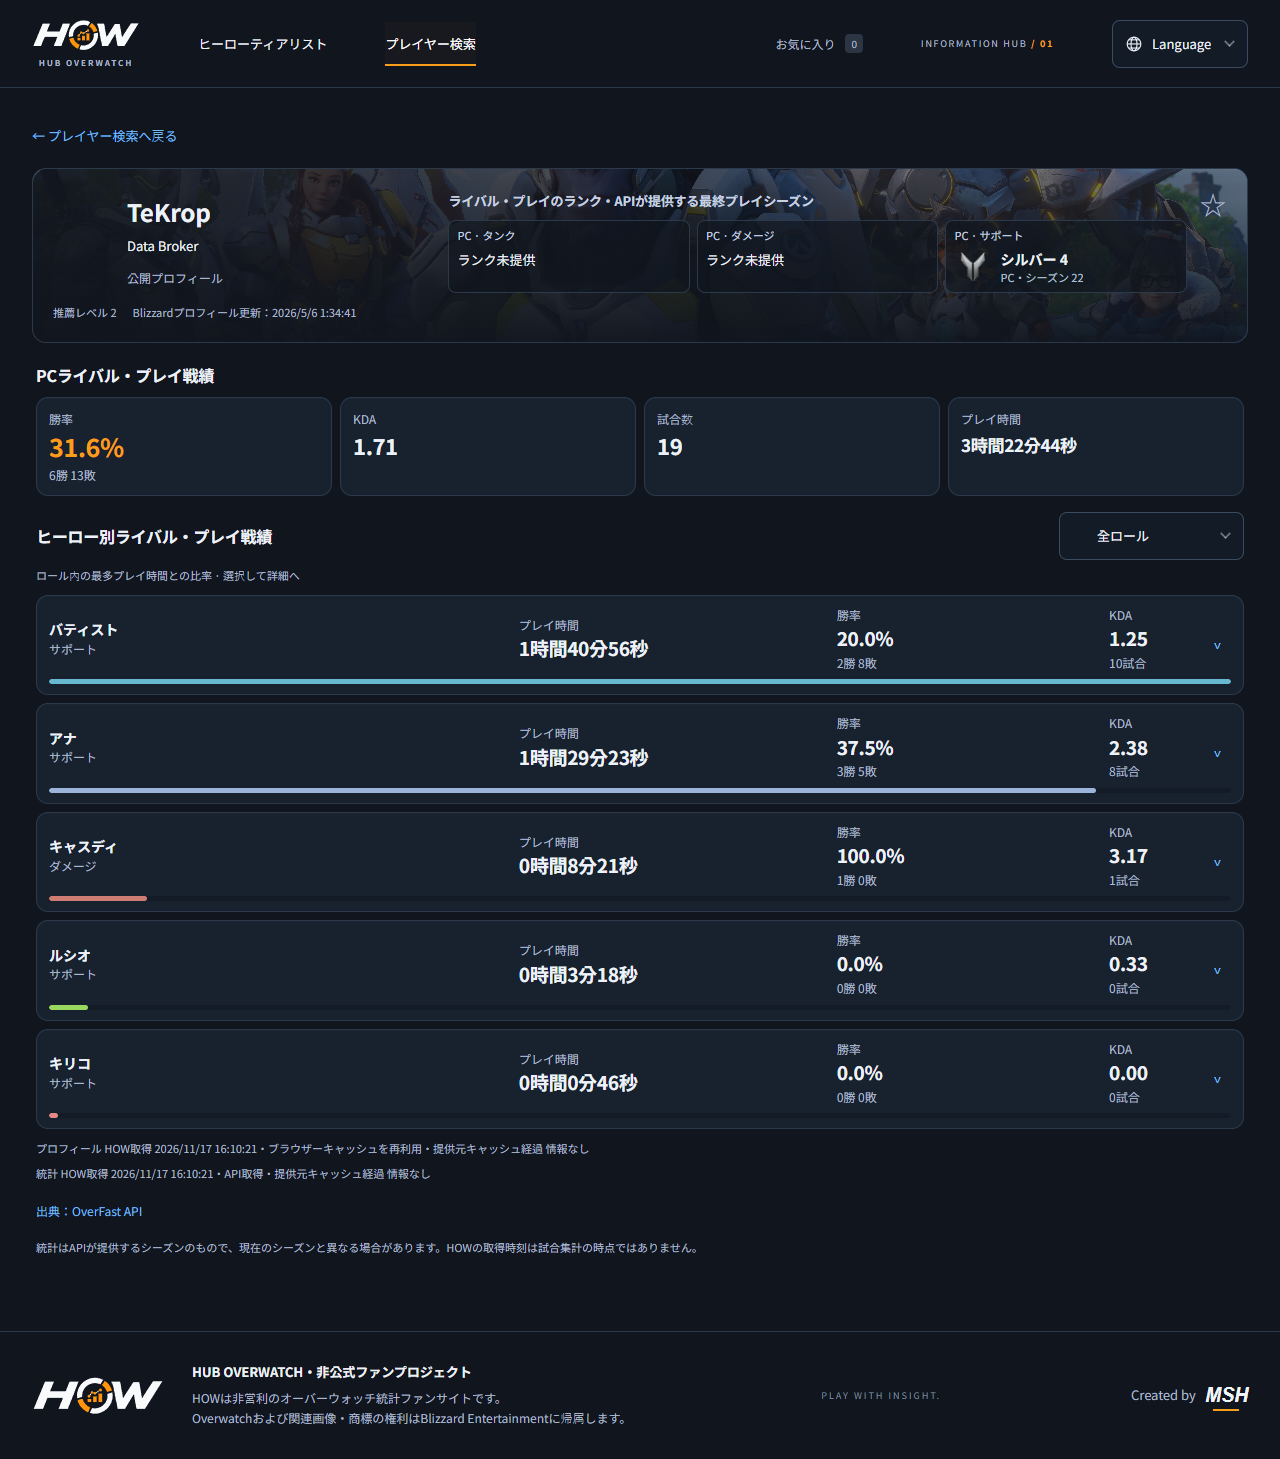 HOW
HUB OVERWATCH
ヒーローティアリスト
プレイヤー検索
お気に入り 0
INFORMATION HUB / 01
Language
← プレイヤー検索へ戻る
TeKrop
Data Broker
公開プロフィール
推薦レベル 2 Blizzardプロフィール更新：2026/5/6 1:34:41
ライバル・プレイのランク・APIが提供する最終プレイシーズン
PC · タンク
ランク未提供
PC · ダメージ
ランク未提供
PC · サポート
シルバー 4
PC・シーズン 22
PCライバル・プレイ戦績
勝率
31.6%
6勝 13敗
KDA
1.71
試合数
19
プレイ時間
3時間22分44秒
ヒーロー別ライバル・プレイ戦績
全ロール
ロール内の最多プレイ時間との比率 · 選択して詳細へ
バティスト
サポート
プレイ時間
1時間40分56秒
勝率
20.0%
2勝 8敗
KDA
1.25
10試合
v
アナ
サポート
プレイ時間
1時間29分23秒
勝率
37.5%
3勝 5敗
KDA
2.38
8試合
v
キャスディ
ダメージ
プレイ時間
0時間8分21秒
勝率
100.0%
1勝 0敗
KDA
3.17
1試合
v
ルシオ
サポート
プレイ時間
0時間3分18秒
勝率
0.0%
0勝 0敗
KDA
0.33
0試合
v
キリコ
サポート
プレイ時間
0時間0分46秒
勝率
0.0%
0勝 0敗
KDA
0.00
0試合
v
プロフィール HOW取得 2026/11/17 16:10:21・ブラウザーキャッシュを再利用・提供元キャッシュ経過 情報なし
統計 HOW取得 2026/11/17 16:10:21・API取得・提供元キャッシュ経過 情報なし
出典：OverFast API
統計はAPIが提供するシーズンのもので、現在のシーズンと異なる場合があります。HOWの取得時刻は試合集計の時点ではありません。
HOW
HUB OVERWATCH・非公式ファンプロジェクト
HOWは非営利のオーバーウォッチ統計ファンサイトです。
Overwatchおよび関連画像・商標の権利はBlizzard Entertainmentに帰属します。
PLAY WITH INSIGHT.
Created by MSH